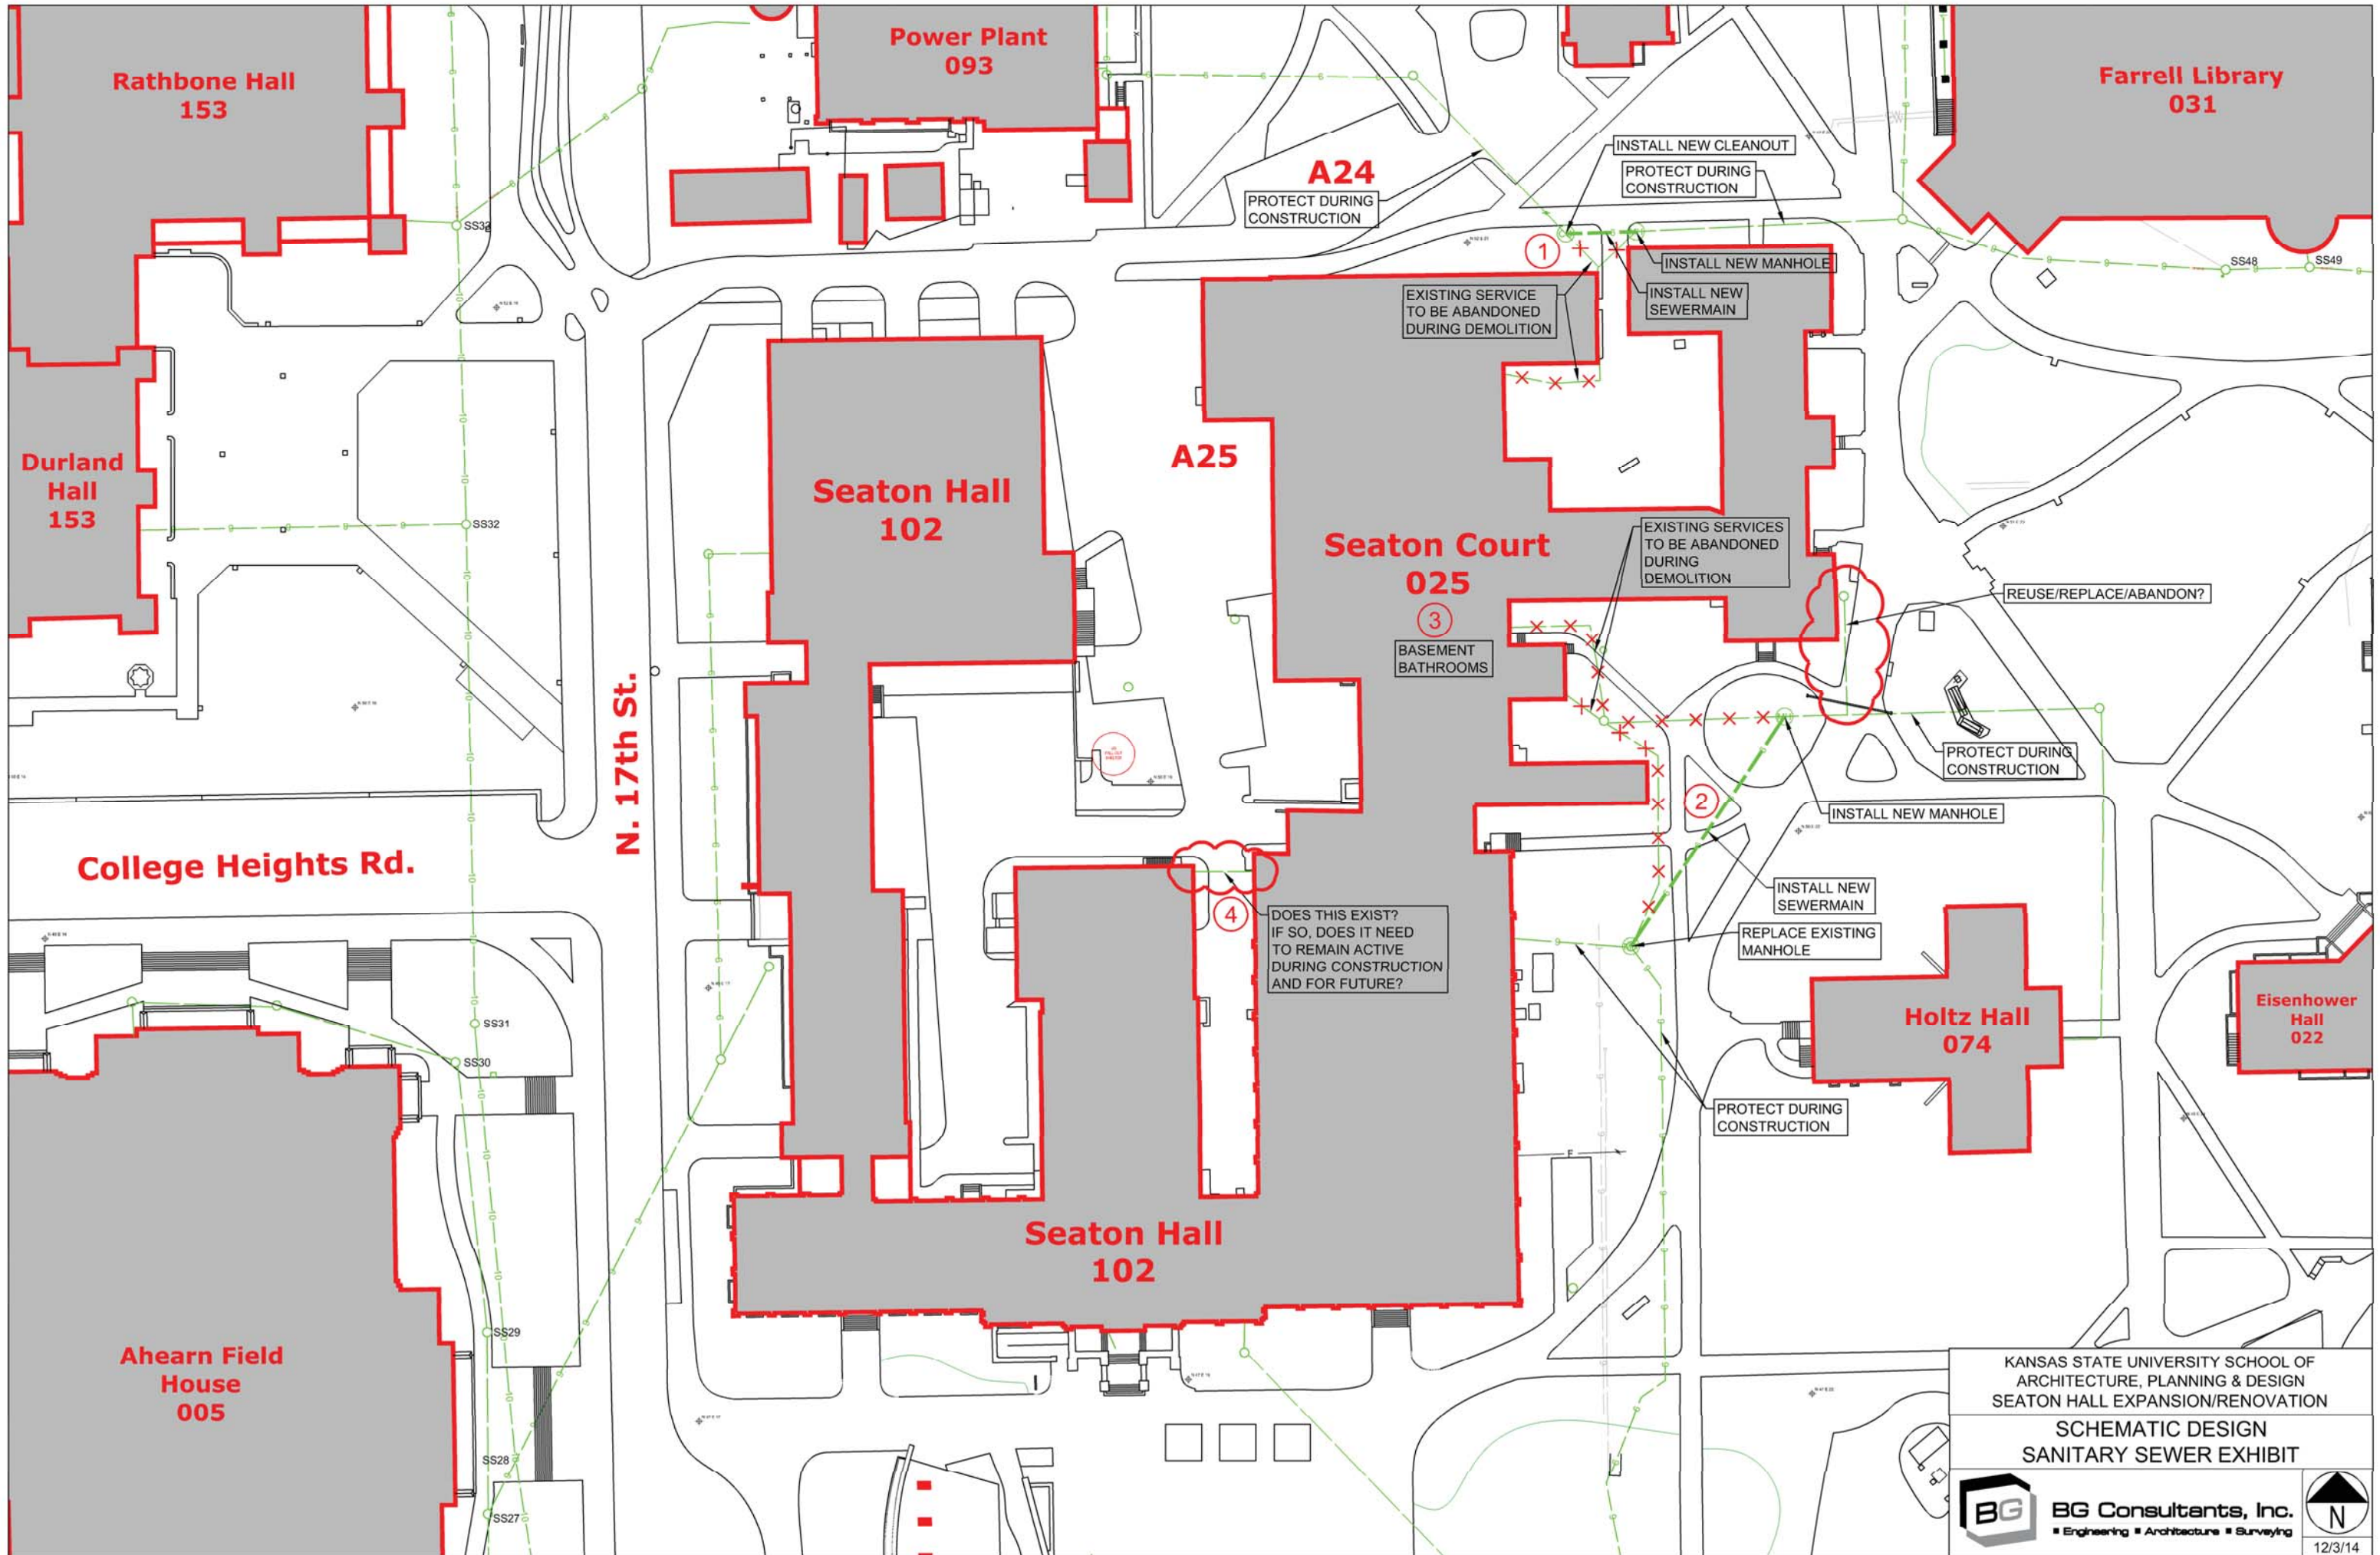 Power Plant
093
Rathbone Hall
153
Farrell Library
031
INSTALL NEW CLEANOUT
PROTECT DURING
CONSTRUCTION
A24
PROTECT DURING
CONSTRUCTION
SS33
1
INSTALL NEW MANHOLE
SS48
SS49
EXISTING SERVICE
TO BE ABANDONED
DURING DEMOLITION
INSTALL NEW
SEWERMAIN
Durland
Hall
153
A25
Seaton Hall
102
SS32
Seaton Court
025
3
BASEMENT
BATHROOMS
EXISTING SERVICES
TO BE ABANDONED
DURING
DEMOLITION
REUSE/REPLACE/ABANDON?
N. 17th St.
PROTECT DURING
CONSTRUCTION
2
INSTALL NEW MANHOLE
College Heights Rd.
INSTALL NEW
SEWERMAIN
4
DOES THIS EXIST?
IF SO, DOES IT NEED
TO REMAIN ACTIVE
DURING CONSTRUCTION
AND FOR FUTURE?
REPLACE EXISTING
MANHOLE
SS31
SS30
Holtz Hall
074
Eisenhower
Hall
022
PROTECT DURING
CONSTRUCTION
F
Seaton Hall
102
SS29
Ahearn Field
House
005
SS28
SS27
KANSAS STATE UNIVERSITY SCHOOL OF
ARCHITECTURE, PLANNING & DESIGN
SEATON HALL EXPANSION/RENOVATION
SCHEMATIC DESIGN
SANITARY SEWER EXHIBIT
BG
BG Consultants, Inc.
Engineering ■ Architecture ■ Surveying
N
12/3/14